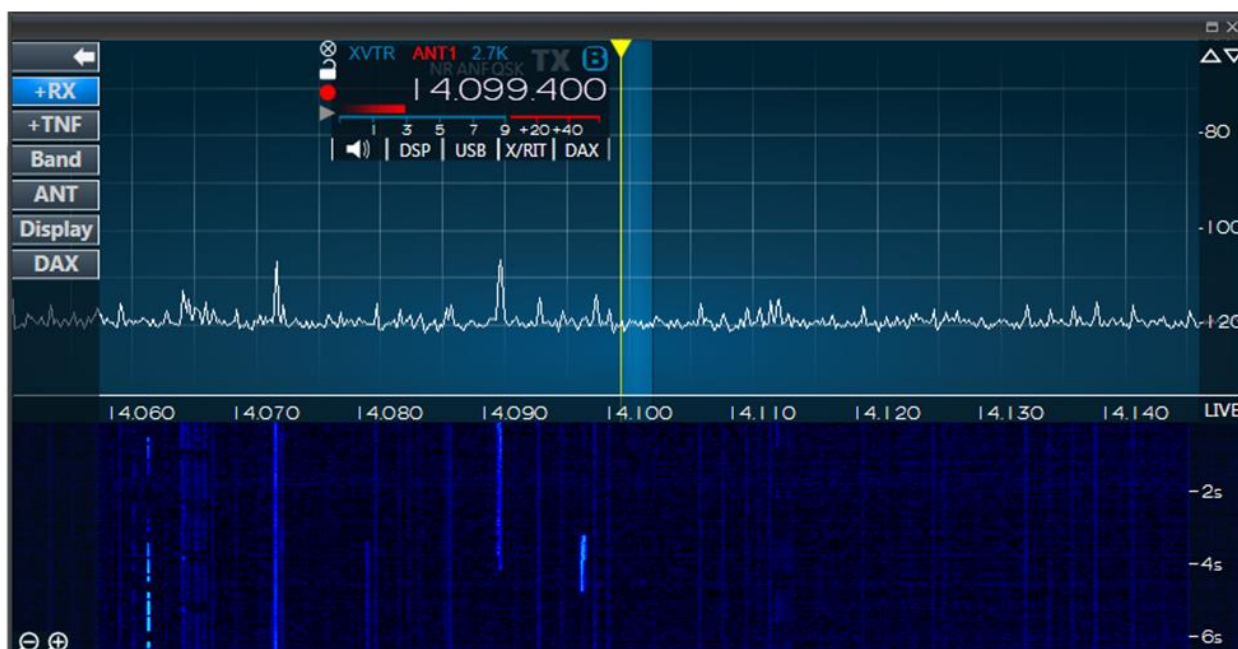 XVTR ANT1 2.7K TX B
NR ANF QSK
+RX
14.099.400
+TNF
1 3 5 7 9 +20 +40
-80
Band
DSP USB X/RIT DAX
ANT
Display
-100
DAX
-120
14.060 14.070 14.080 14.090 14.100 14.110 14.120 14.130 14.140 LIVE
-2s
-4s
-6s